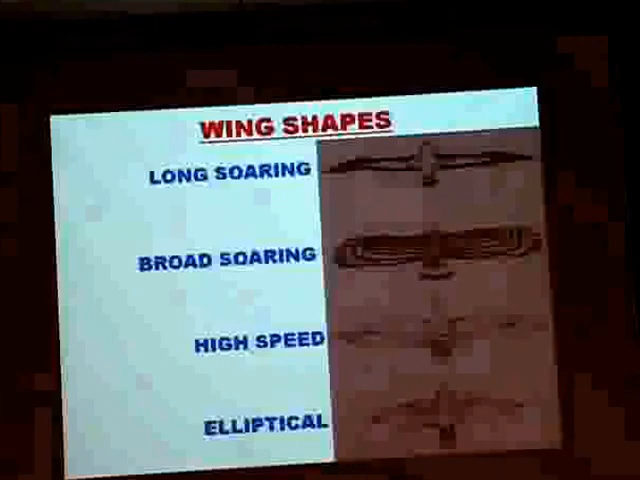 WING SHAPES
LONG SOARING
BROAD SOARING
HIGH SPEED
ELLIPTICAL